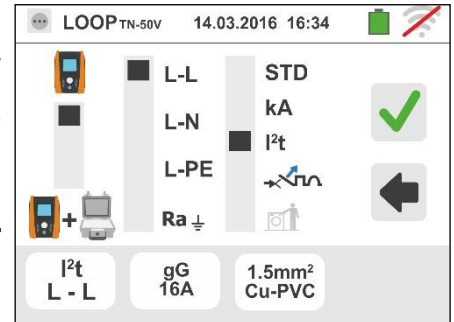 LOOP TN-50V 14.03.2016 16:34
L-L STD
L-N kA
I²t
L-PE
Ra
I²t gG 1.5mm²
L - L 16A Cu-PVC